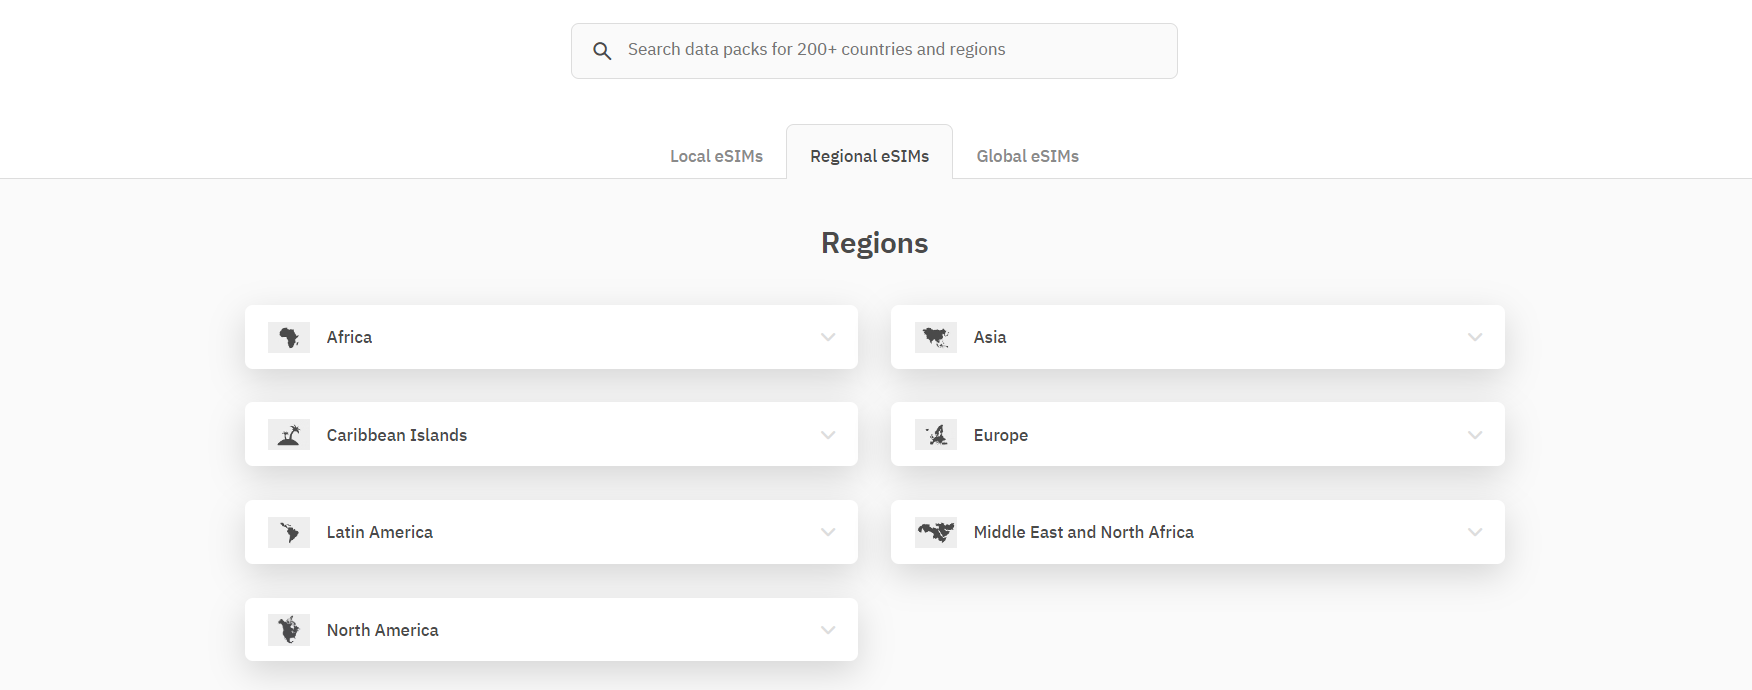 Search data packs for 200+ countries and regions
Local eSIMs
Regional eSIMs
Global eSIMs
Regions
Africa
Asia
Caribbean Islands
Europe
Latin America
Middle East and North Africa
North America